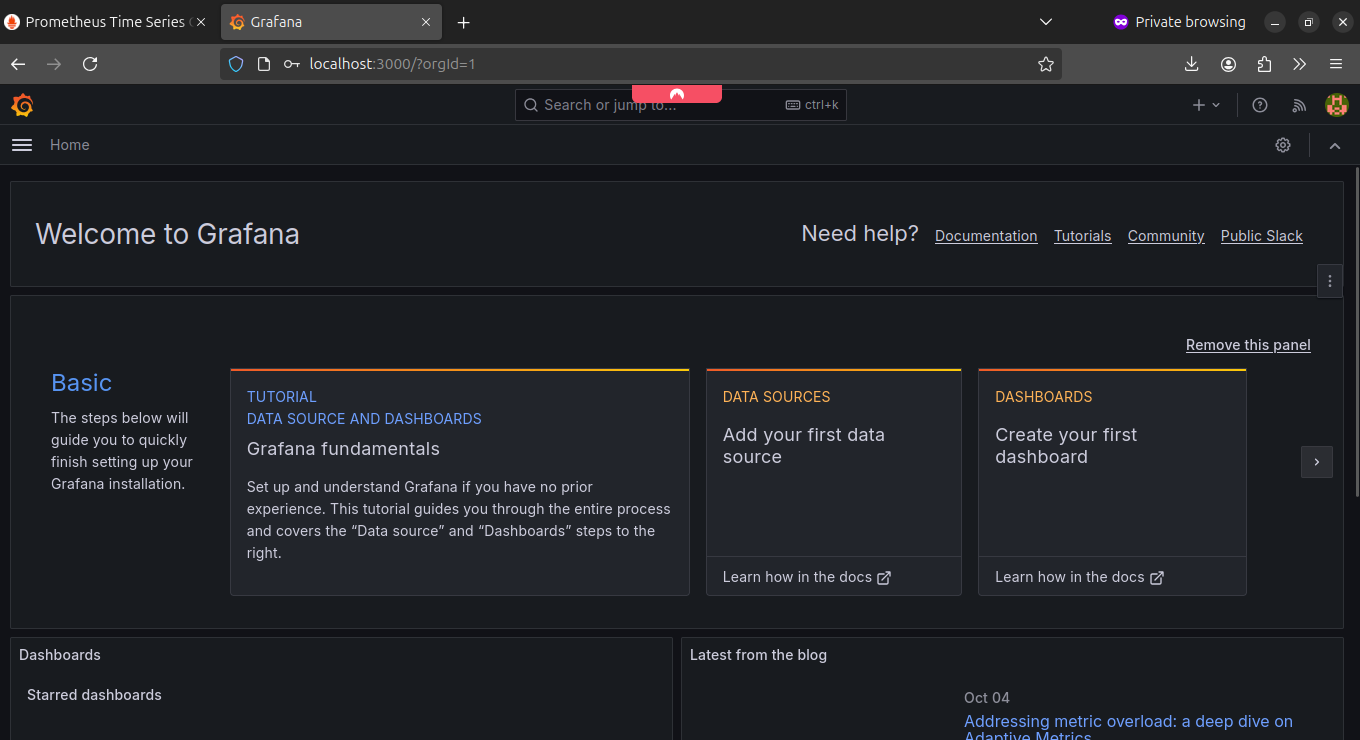 Prometheus Time Series
Grafana
Private browsing
localhost:3000/?orgId=1
Search or jump to...
ctrl+k
Home
Welcome to Grafana
Need help?
Documentation
Tutorials
Community
Public Slack
Remove this panel
Basic
The steps below will
guide you to quickly
finish setting up your
Grafana installation.
TUTORIAL
DATA SOURCE AND DASHBOARDS
Grafana fundamentals
Set up and understand Grafana if you have no prior
experience. This tutorial guides you through the entire process
and covers the “Data source” and “Dashboards” steps to the
right.
DATA SOURCES
Add your first data
source
Learn how in the docs
DASHBOARDS
Create your first
dashboard
Learn how in the docs
Dashboards
Starred dashboards
Latest from the blog
Oct 04
Addressing metric overload: a deep dive on
Adaptive Metrics